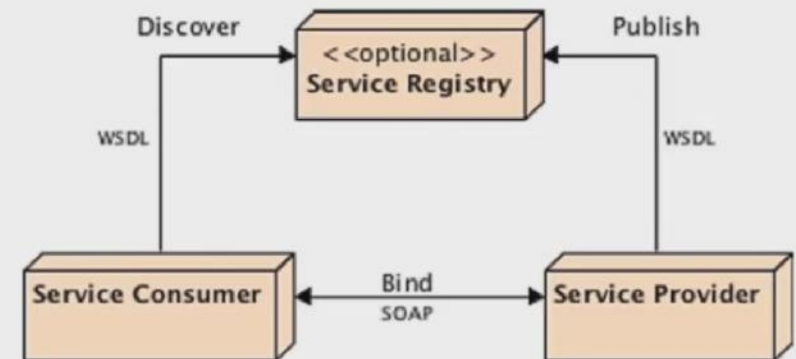 Discover
Publish
<<optional>>
Service Registry
WSDL
WSDL
Service Consumer
Bind
SOAP
Service Provider